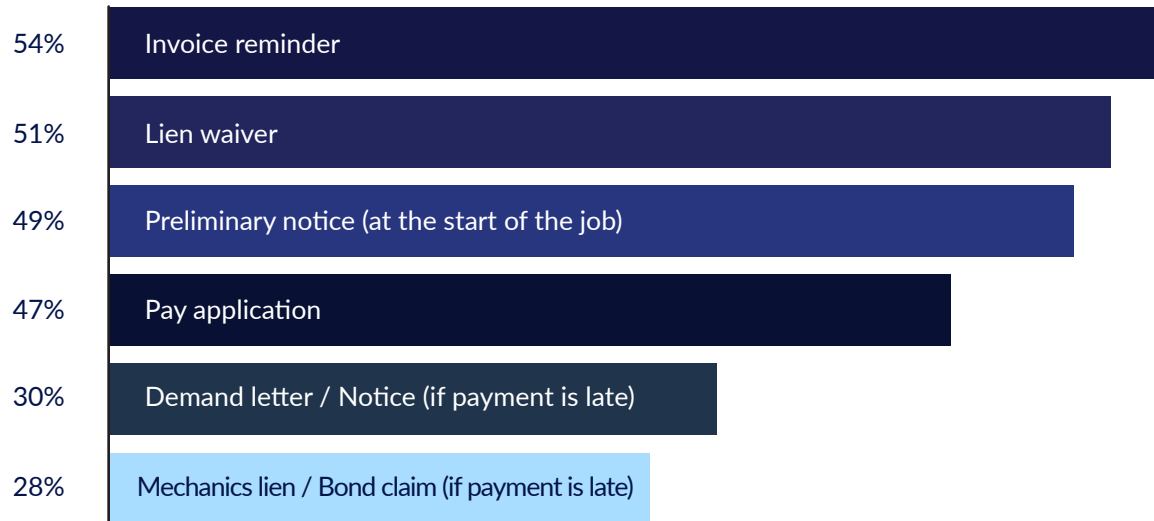 54% Invoice reminder
51% Lien waiver
49% Preliminary notice (at the start of the job)
47% Pay application
30% Demand letter / Notice (if payment is late)
28% Mechanics lien / Bond claim (if payment is late)